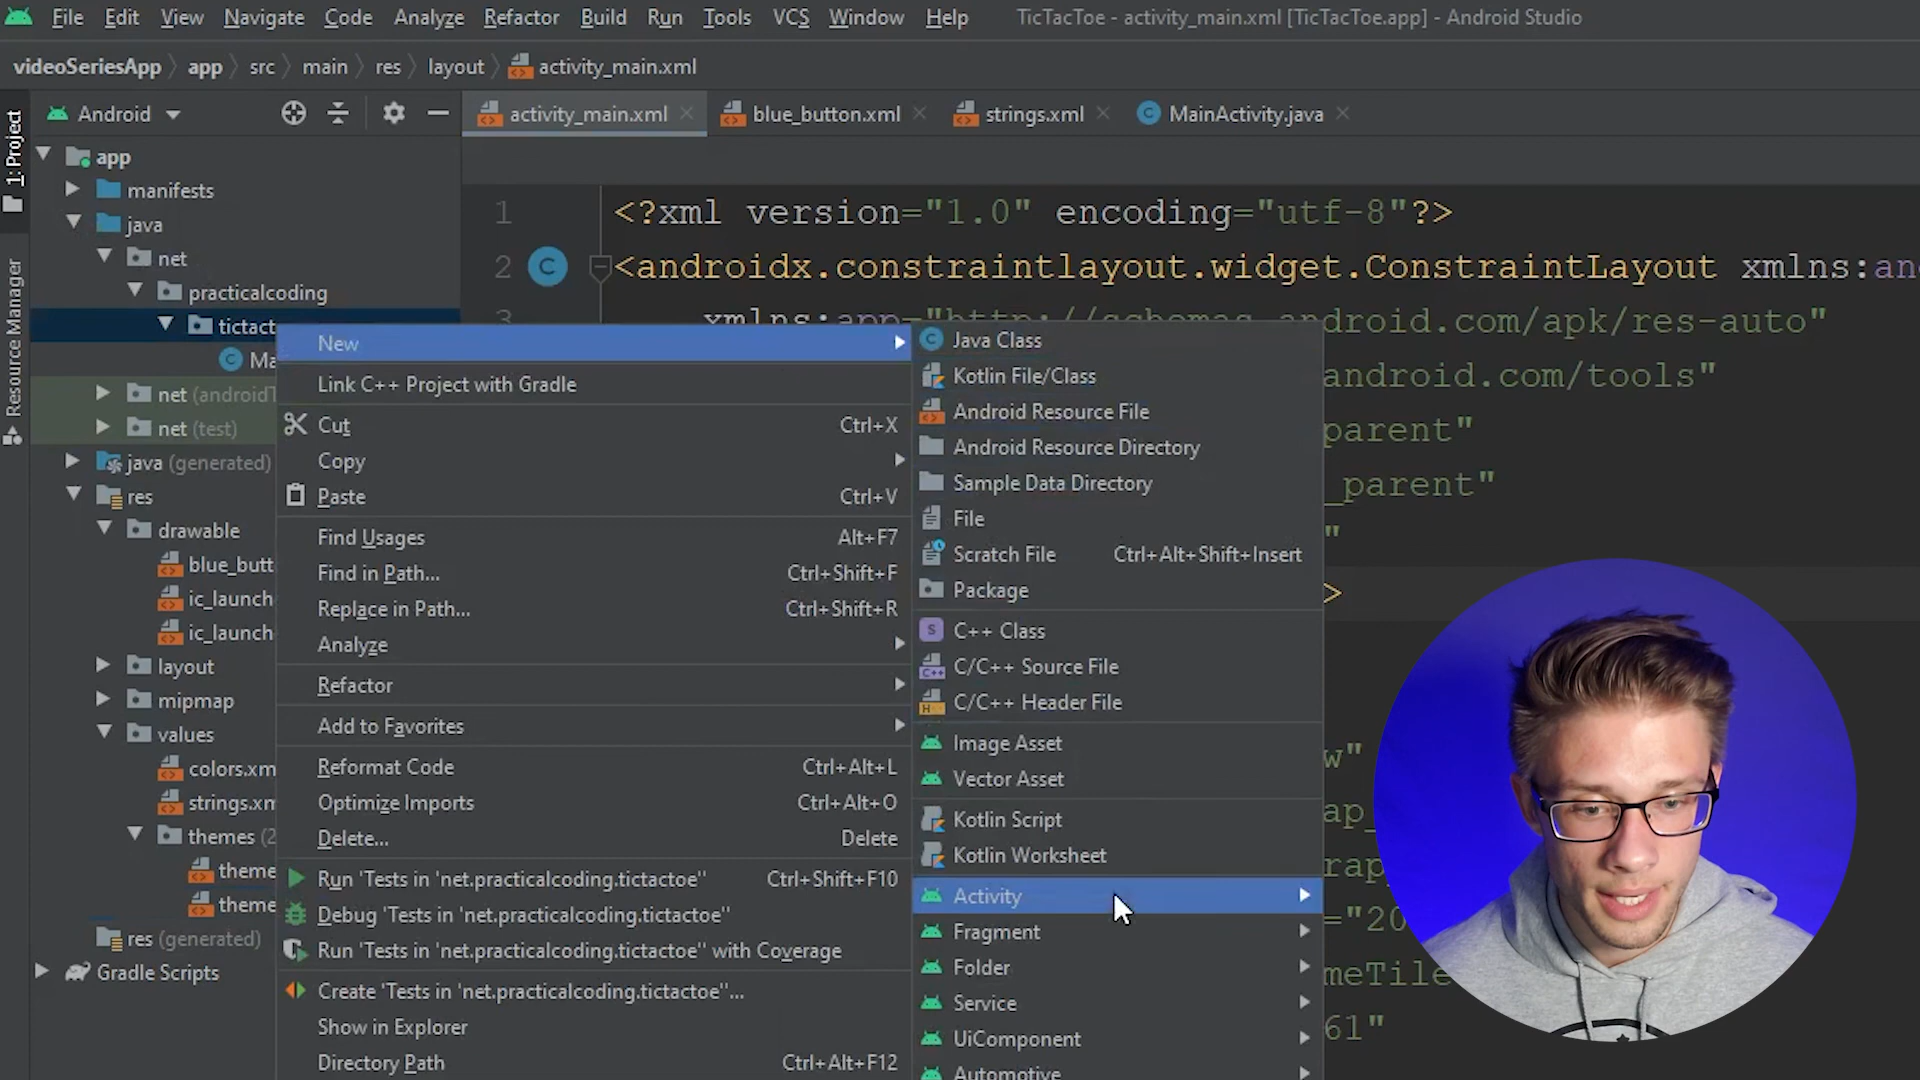 File Edit View Navigate Code Analyze Refactor Build Run Tools VCS Window Help TicTacToe - activity_main.xml [TicTacToe.app] - Android Studio
videoSeriesApp app src main res layout activity_main.xml
Android
activity_main.xml blue_button.xml strings.xml MainActivity.java
1: Project
Resource Manager
app
manifests
java
net
practicalcoding
tictact
Ma
net (android
net (test)
java (generated)
res
drawable
blue_butt
ic_launch
ic_launch
layout
mipmap
values
colors.xm
strings.xm
themes (2
theme
theme
res (generated)
Gradle Scripts
1 <?xml version="1.0" encoding="utf-8"?>
2 <androidx.constraintlayout.widget.ConstraintLayout xmlns:an
3 xmlns:app="http://schemas.android.com/apk/res-auto"
android.com/tools"
parent"
_parent"
"
>
w"
ap_
rap
="20
meTile
61"
New
Link C++ Project with Gradle
Cut Ctrl+X
Copy
Paste Ctrl+V
Find Usages Alt+F7
Find in Path... Ctrl+Shift+F
Replace in Path... Ctrl+Shift+R
Analyze
Refactor
Add to Favorites
Reformat Code Ctrl+Alt+L
Optimize Imports Ctrl+Alt+O
Delete... Delete
Run 'Tests in 'net.practicalcoding.tictactoe'' Ctrl+Shift+F10
Debug 'Tests in 'net.practicalcoding.tictactoe''
Run 'Tests in 'net.practicalcoding.tictactoe'' with Coverage
Create 'Tests in 'net.practicalcoding.tictactoe''...
Show in Explorer
Directory Path Ctrl+Alt+F12
Java Class
Kotlin File/Class
Android Resource File
Android Resource Directory
Sample Data Directory
File
Scratch File Ctrl+Alt+Shift+Insert
Package
C++ Class
C/C++ Source File
C/C++ Header File
Image Asset
Vector Asset
Kotlin Script
Kotlin Worksheet
Activity
Fragment
Folder
Service
UiComponent
Automotive